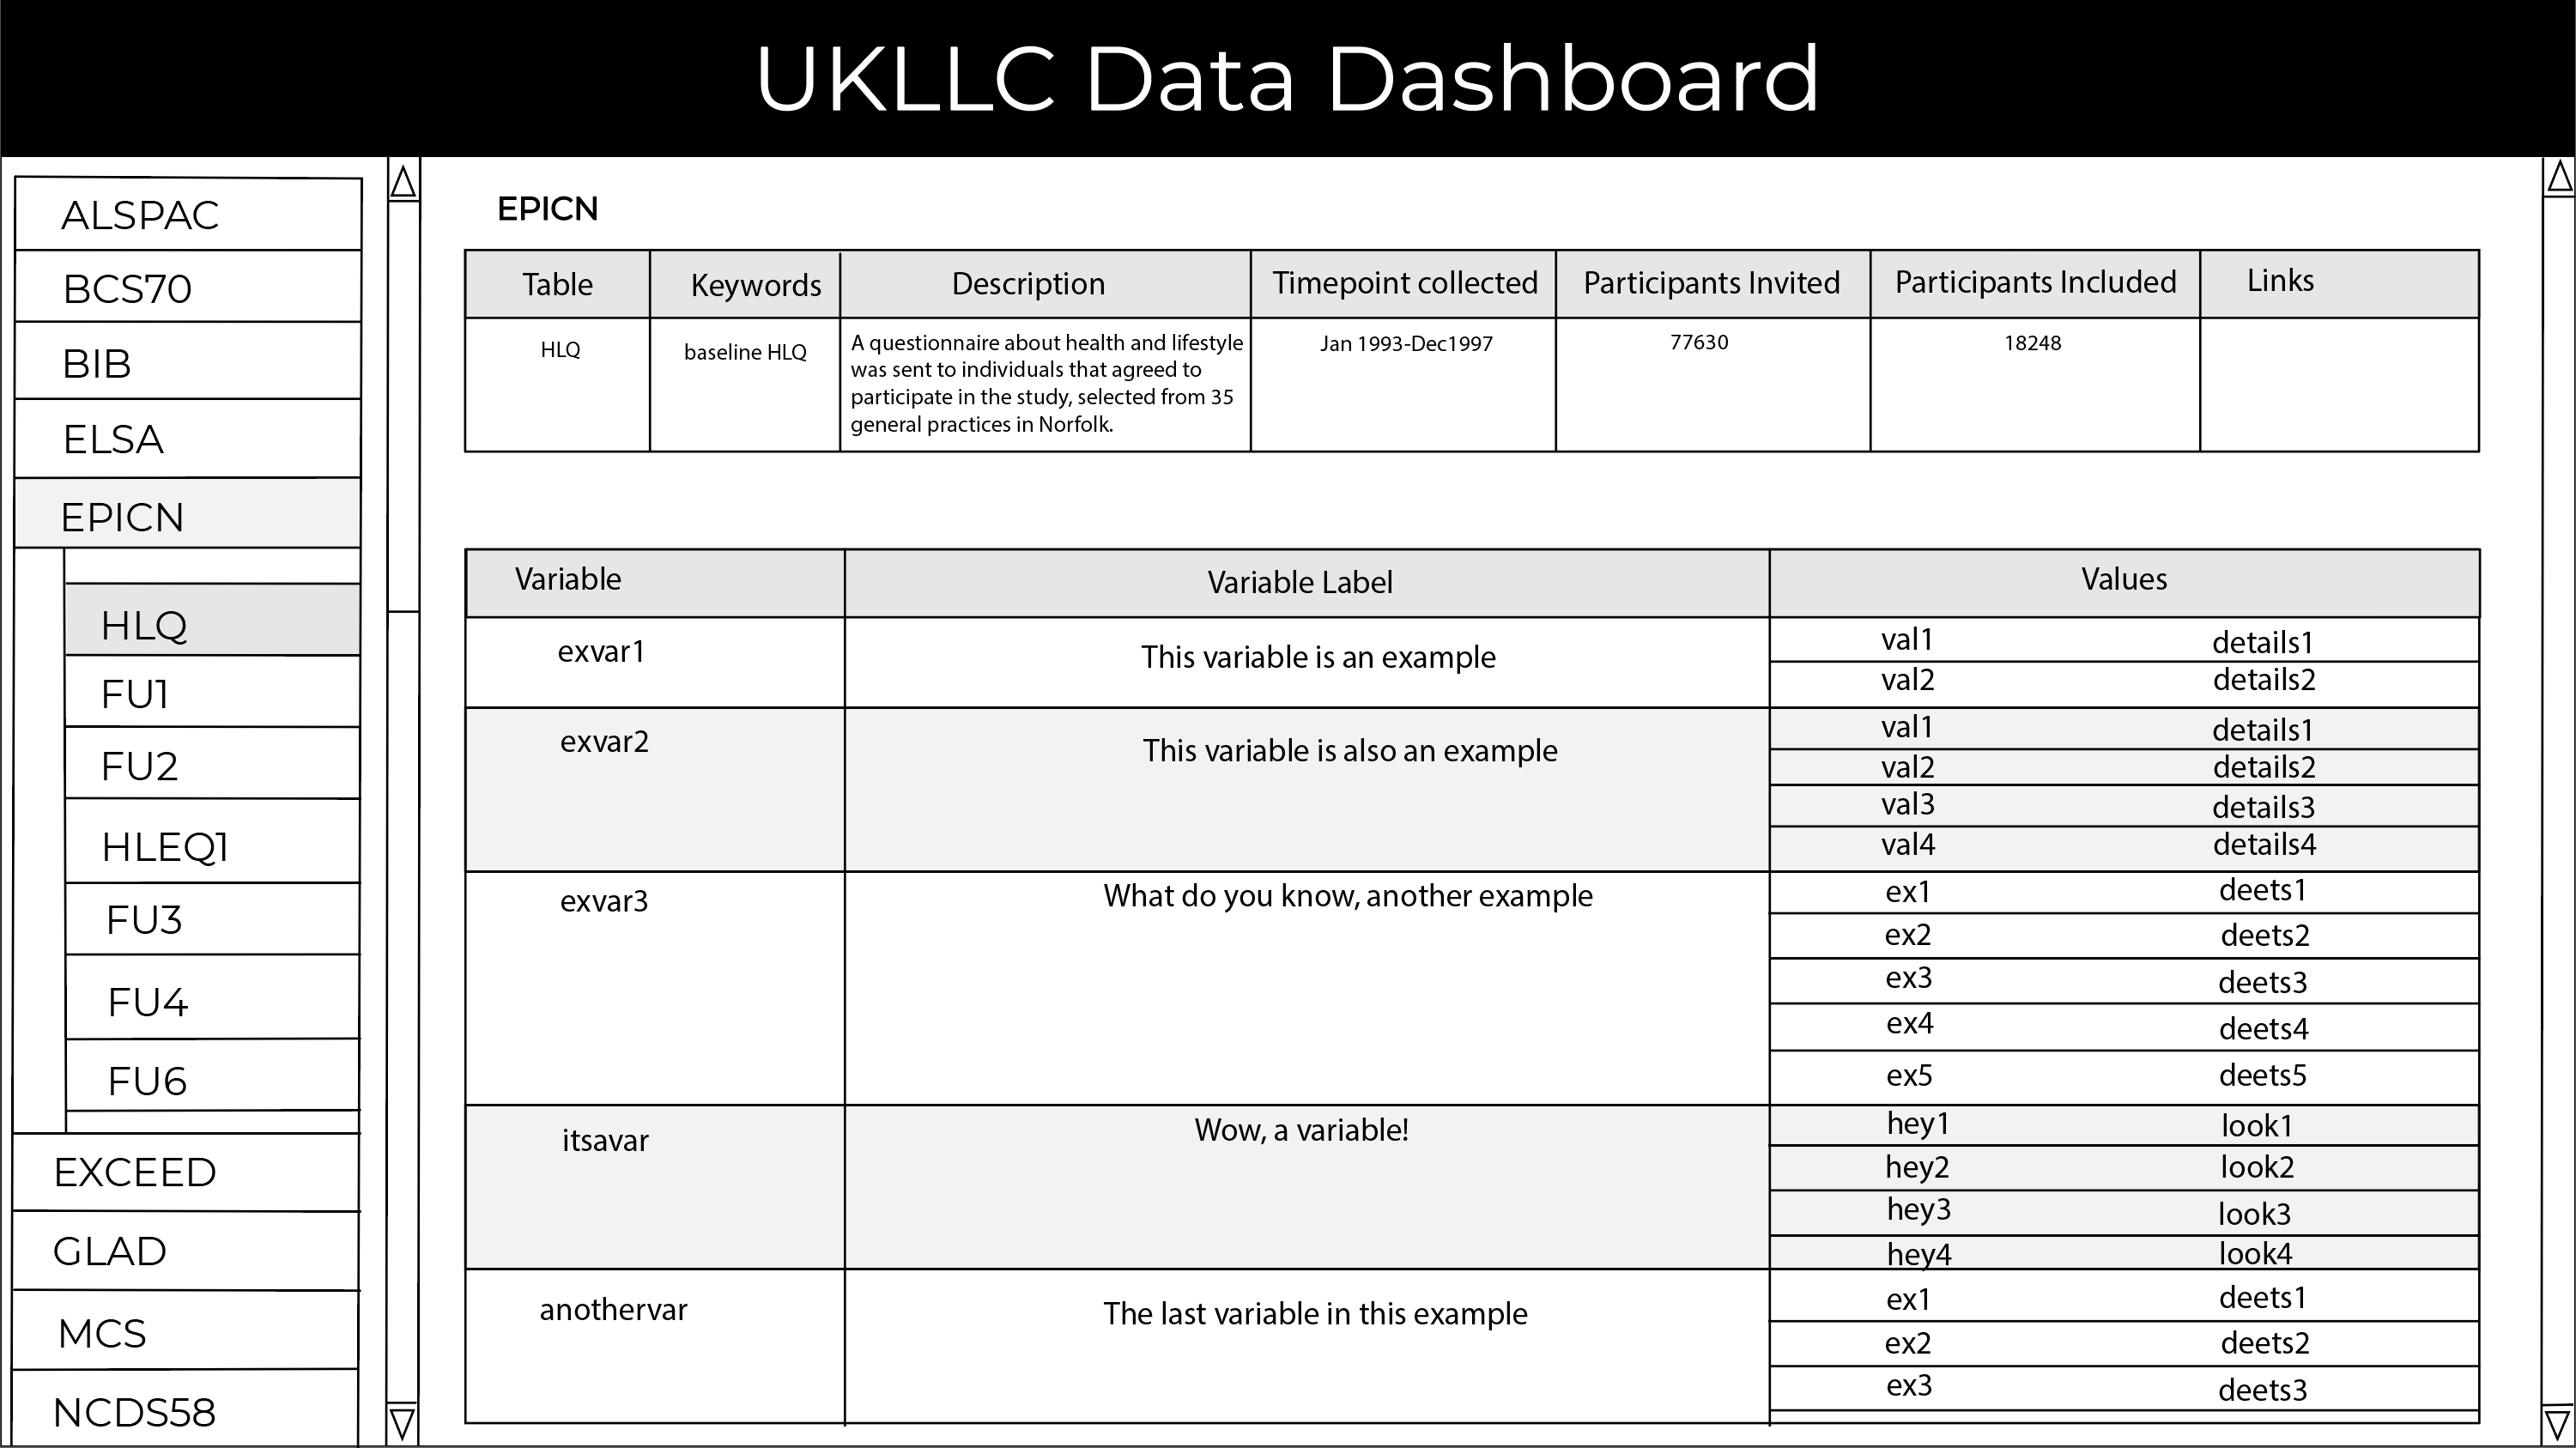 UKLLC Data Dashboard
ALSPAC
BCS70
BIB
ELSA
EPICN
HLQ
FU1
FU2
HLEQ1
FU3
FU4
FU6
EXCEED
GLAD
MCS
NCDS58
EPICN
Table Keywords Description Timepoint collected Participants Invited Participants Included Links
HLQ baseline HLQ A questionnaire about health and lifestyle Jan 1993-Dec1997 77630 18248
was sent to individuals that agreed to
participate in the study, selected from 35
general practices in Norfolk.
Variable Variable Label Values
exvar1 This variable is an example val1 details1
val2 details2
exvar2 This variable is also an example val1 details1
val2 details2
val3 details3
val4 details4
exvar3 What do you know, another example ex1 deets1
ex2 deets2
ex3 deets3
ex4 deets4
ex5 deets5
itsavar Wow, a variable! hey1 look1
hey2 look2
hey3 look3
hey4 look4
anothervar The last variable in this example ex1 deets1
ex2 deets2
ex3 deets3